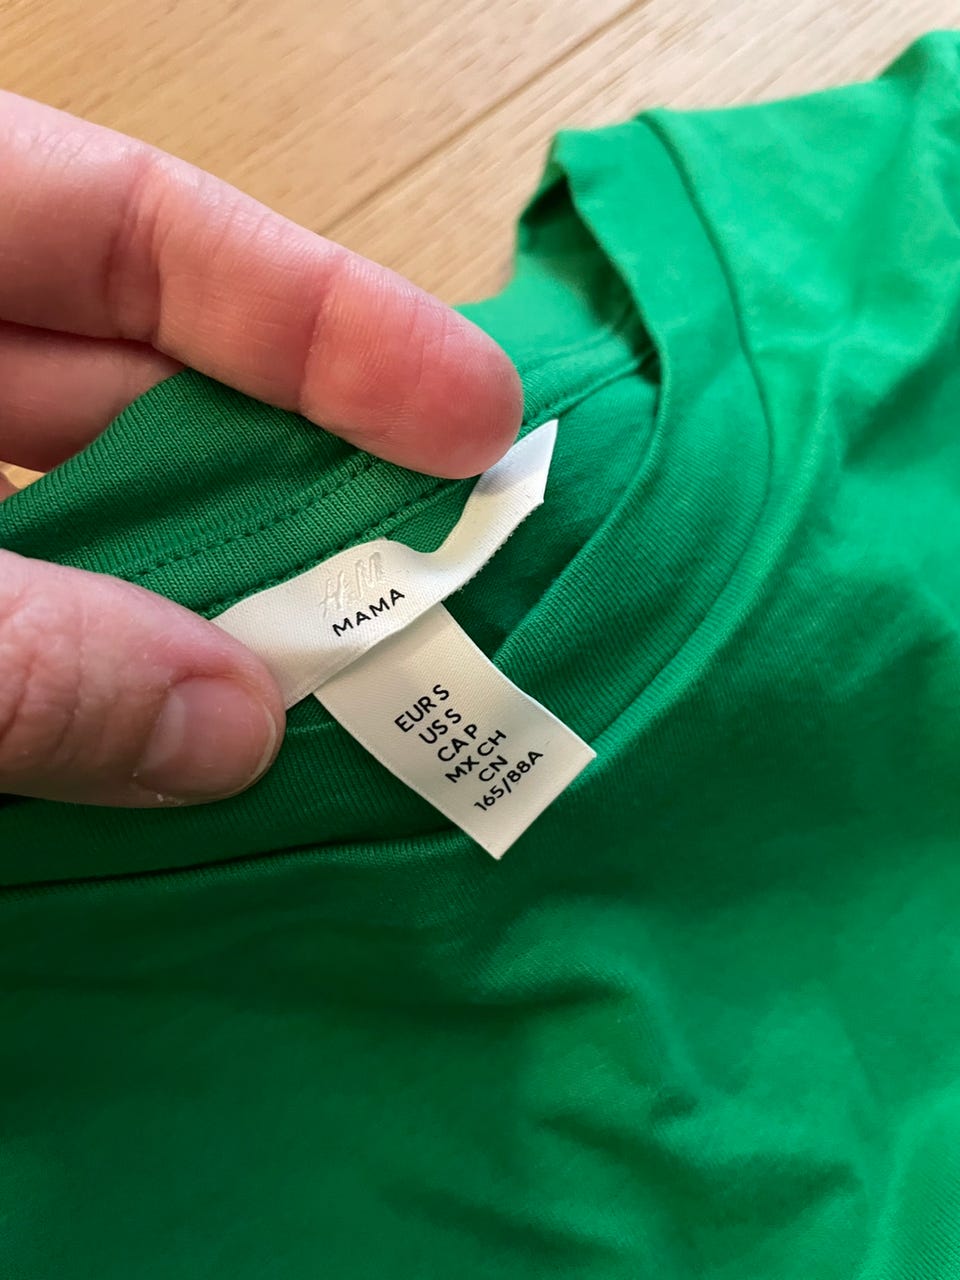 H&M
MAMA
EUR S
US S
CA P
MX CH
CN
165/88A